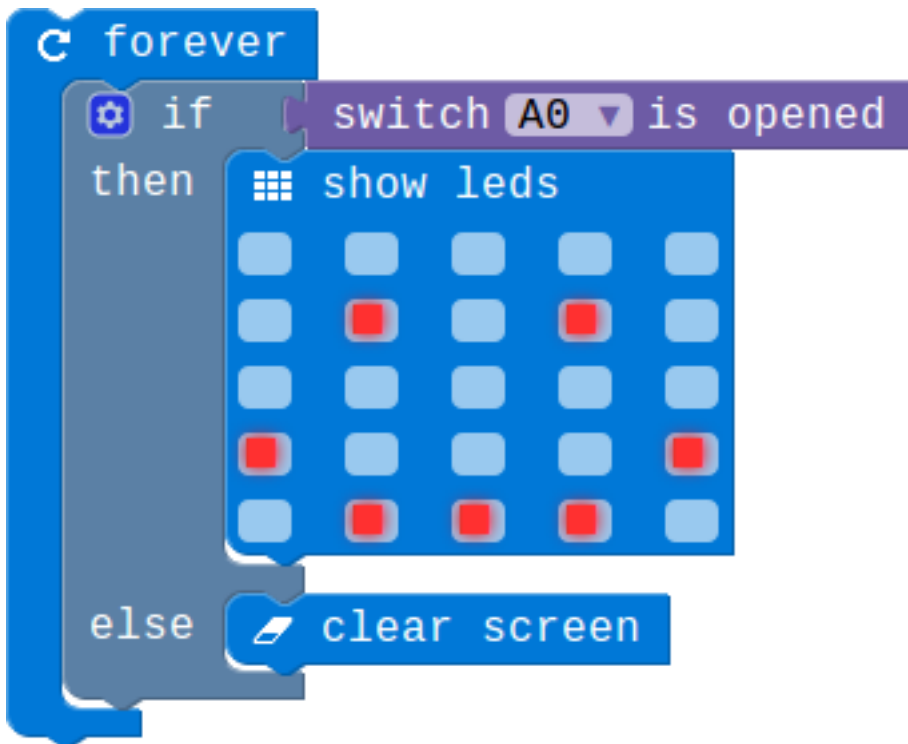 forever
if switch A0 is opened
then show leds
else clear screen